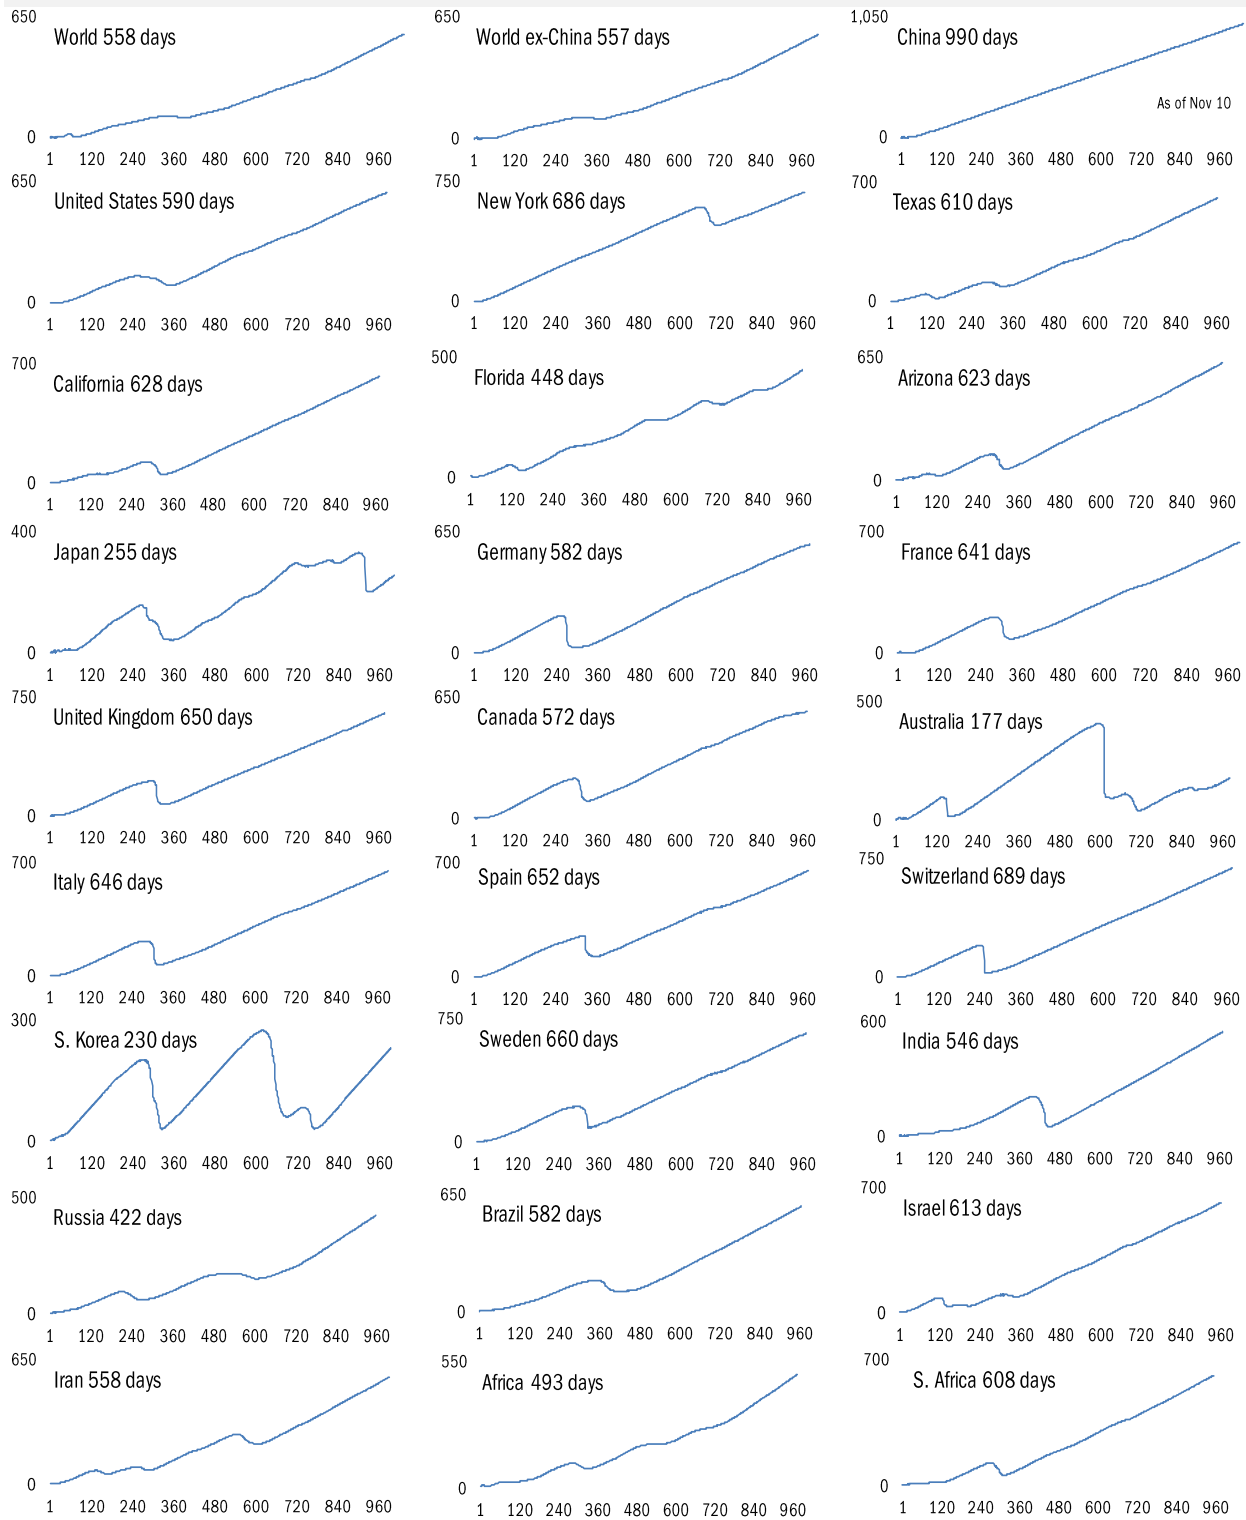 650 650 1,050
World 558 days World ex-China 557 days China 990 days
As of Nov 10
0 0 0
1 120 240 360 480 600 720 840 960 1 120 240 360 480 600 720 840 960 1 120 240 360 480 600 720 840 960
650 750 700
United States 590 days New York 686 days Texas 610 days
0 0 0
1 120 240 360 480 600 720 840 960 1 120 240 360 480 600 720 840 960 1 120 240 360 480 600 720 840 960
700 500 650
California 628 days Florida 448 days Arizona 623 days
0 0 0
1 120 240 360 480 600 720 840 960 1 120 240 360 480 600 720 840 960 1 120 240 360 480 600 720 840 960
400 650 700
Japan 255 days Germany 582 days France 641 days
0 0 0
1 120 240 360 480 600 720 840 960 1 120 240 360 480 600 720 840 960 1 120 240 360 480 600 720 840 960
750 650 500
United Kingdom 650 days Canada 572 days Australia 177 days
0 0 0
1 120 240 360 480 600 720 840 960 1 120 240 360 480 600 720 840 960 1 120 240 360 480 600 720 840 960
700 700 750
Italy 646 days Spain 652 days Switzerland 689 days
0 0 0
1 120 240 360 480 600 720 840 960 1 120 240 360 480 600 720 840 960 1 120 240 360 480 600 720 840 960
300 750 600
S. Korea 230 days Sweden 660 days India 546 days
0 0 0
1 120 240 360 480 600 720 840 960 1 120 240 360 480 600 720 840 960 1 120 240 360 480 600 720 840 960
500 650 700
Russia 422 days Brazil 582 days Israel 613 days
0 0 0
1 120 240 360 480 600 720 840 960 1 120 240 360 480 600 720 840 960 1 120 240 360 480 600 720 840 960
650 550 700
Iran 558 days Africa 493 days S. Africa 608 days
0 0 0
1 120 240 360 480 600 720 840 960 1 120 240 360 480 600 720 840 960 1 120 240 360 480 600 720 840 960